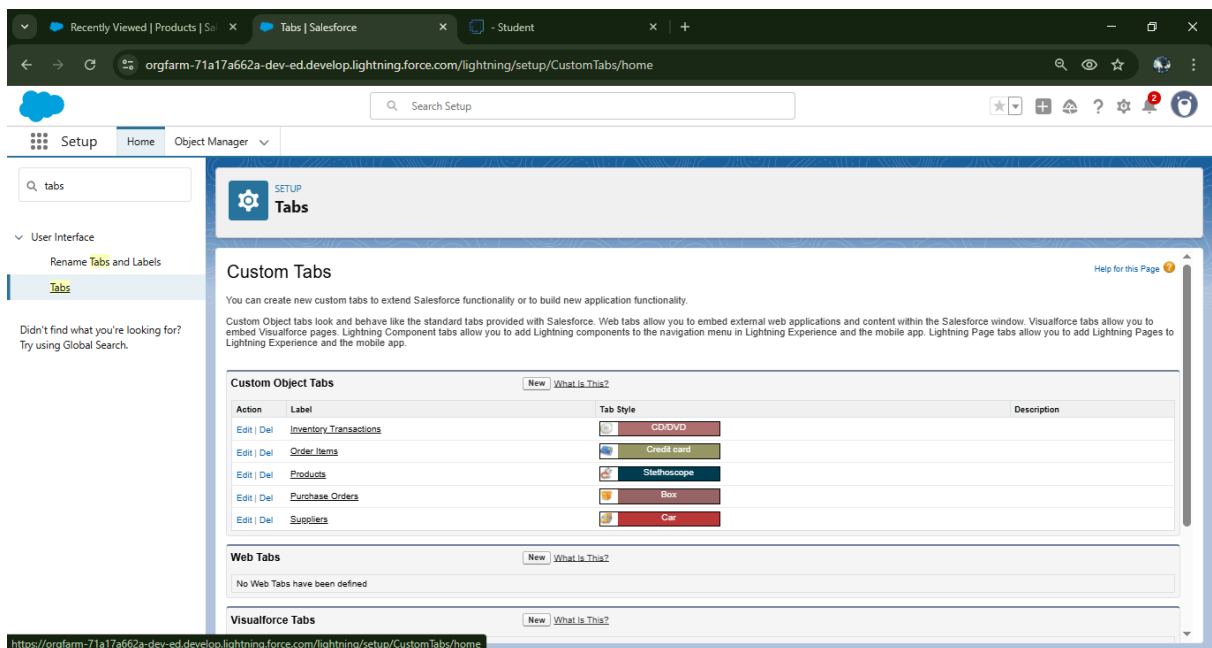 Recently Viewed | Products | Sal
Tabs | Salesforce
- Student
orgfarm-71a17a662a-dev-ed.develop.lightning.force.com/lightning/setup/CustomTabs/home
Search Setup
2
Setup
Home
Object Manager
tabs
User Interface
Rename Tabs and Labels
Tabs
Didn't find what you're looking for?
Try using Global Search.
SETUP
Tabs
Custom Tabs
Help for this Page
You can create new custom tabs to extend Salesforce functionality or to build new application functionality.
Custom Object tabs look and behave like the standard tabs provided with Salesforce. Web tabs allow you to embed external web applications and content within the Salesforce window. Visualforce tabs allow you to
embed Visualforce pages. Lightning Component tabs allow you to add Lightning components to the navigation menu in Lightning Experience and the mobile app. Lightning Page tabs allow you to add Lightning Pages to
Lightning Experience and the mobile app.
Custom Object Tabs New What Is This?
Action Label Tab Style Description
Edit | Del Inventory Transactions CD/DVD
Edit | Del Order Items Credit card
Edit | Del Products Stethoscope
Edit | Del Purchase Orders Box
Edit | Del Suppliers Car
Web Tabs New What Is This?
No Web Tabs have been defined
Visualforce Tabs New What Is This?
https://orgfarm-71a17a662a-dev-ed.develop.lightning.force.com/lightning/setup/CustomTabs/home